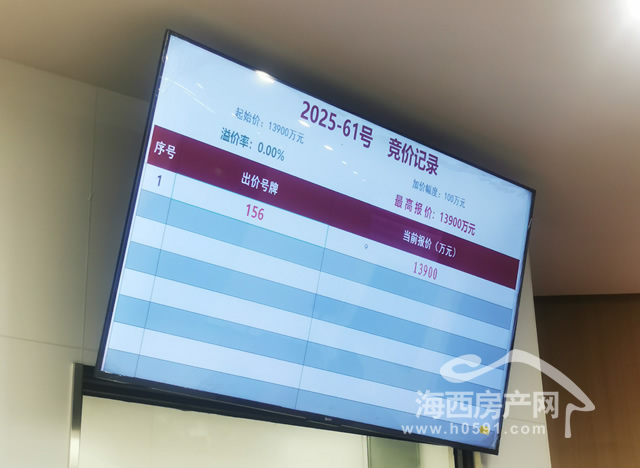 2025-61号 竞价记录
起始价：13900万元
加价幅度：100万元
溢价率：0.00%
最高报价：13900万元
序号 出价号牌 当前报价（万元）
1 156 13900
海西房产网
www.h0591.com